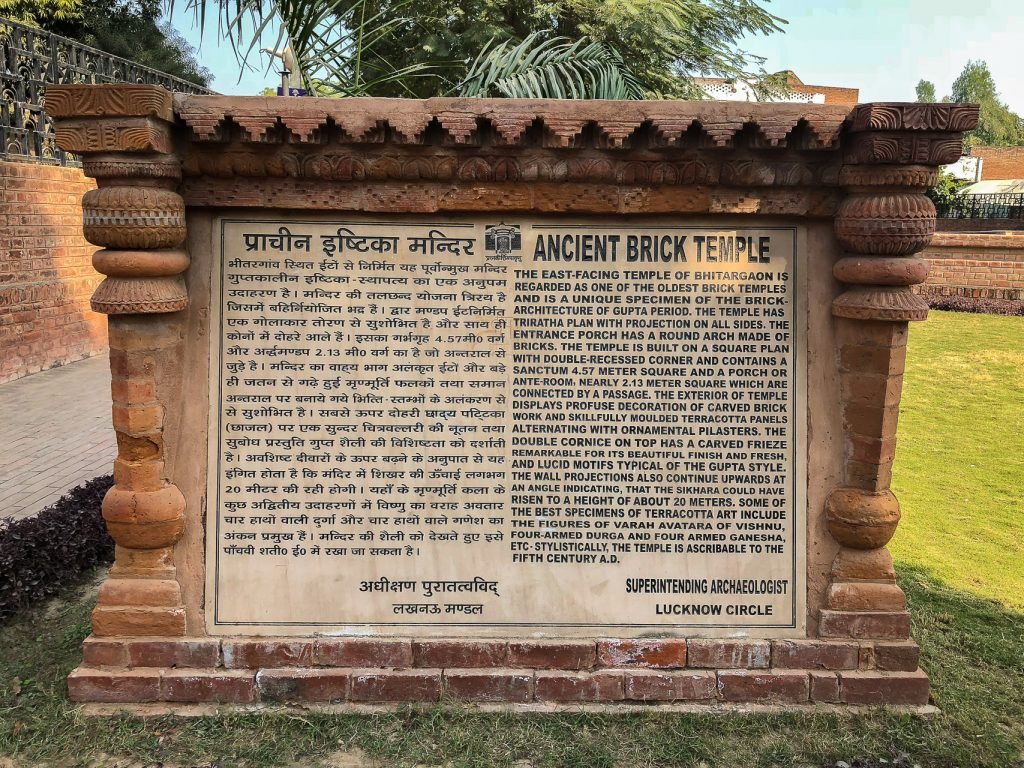 प्राचीन इष्टिका मन्दिर
भीतरगांव स्थित ईंटों से निर्मित यह पूर्वोन्मुख मन्दिर
गुप्तकालीन इष्टिका-स्थापत्य का एक अनुपम
उदाहरण है। मन्दिर की तलछन्द योजना त्रिरथ है
जिसमें बहिर्नियोजित भद्र हैं। द्वार मण्डप ईंटनिर्मित
एक गोलाकार तोरण से सुशोभित है और साथ ही
कोनों में दोहरे आले हैं। इसका गर्भगृह 4.57मी० वर्ग
और अर्द्धमण्डप 2.13 मी० वर्ग का है जो अन्तराल से
जुड़े है। मन्दिर का वाहय भाग अलंकृत ईंटों और बड़े
ही जतन से गढ़े हुई मृण्मूर्ति फलकों तथा समान
अन्तराल पर बनाये गये भित्ति-स्तम्भों के अलंकरण से
से सुशोभित है। सबसे ऊपर दोहरी छाद्य पट्टिका
(छाजल) पर एक सुन्दर चित्रवल्लरी की नूतन तथा
सुबोध प्रस्तुति गुप्त शैली की विशिष्टता को दर्शाती
है। अवशिष्ट दीवारों के ऊपर बढ़ने के अनुपात से यह
इंगित होता है कि मंदिर में शिखर की ऊँचाई लगभग
20 मीटर की रही होगी। यहाँ के मृण्मूर्ति कला के
कुछ अद्वितीय उदाहरणों में विष्णु का वराह अवतार
चार हाथों वाली दुर्गा और चार हाथों वाले गणेश का
अंकन प्रमुख हैं। मन्दिर की शैली को देखते हुए इसे
पाँचवी शती० ई० में रखा जा सकता है।
अधीक्षण पुरातत्वविद्
लखनऊ मण्डल
ANCIENT BRICK TEMPLE
THE EAST-FACING TEMPLE OF BHITARGAON IS
REGARDED AS ONE OF THE OLDEST BRICK TEMPLES
AND IS A UNIQUE SPECIMEN OF THE BRICK-
ARCHITECTURE OF GUPTA PERIOD. THE TEMPLE HAS
TRIRATHA PLAN WITH PROJECTION ON ALL SIDES. THE
ENTRANCE PORCH HAS A ROUND ARCH MADE OF
BRICKS. THE TEMPLE IS BUILT ON A SQUARE PLAN
WITH DOUBLE-RECESSED CORNER AND CONTAINS A
SANCTUM 4.57 METER SQUARE AND A PORCH OR
ANTE-ROOM, NEARLY 2.13 METER SQUARE WHICH ARE
CONNECTED BY A PASSAGE. THE EXTERIOR OF TEMPLE
DISPLAYS PROFUSE DECORATION OF CARVED BRICK
WORK AND SKILLFULLY MOULDED TERRACOTTA PANELS
ALTERNATING WITH ORNAMENTAL PILASTERS. THE
DOUBLE CORNICE ON TOP HAS A CARVED FRIEZE
REMARKABLE FOR ITS BEAUTIFUL FINISH AND FRESH,
AND LUCID MOTIFS TYPICAL OF THE GUPTA STYLE.
THE WALL PROJECTIONS ALSO CONTINUE UPWARDS AT
AN ANGLE INDICATING, THAT THE SIKHARA COULD HAVE
RISEN TO A HEIGHT OF ABOUT 20 METERS. SOME OF
THE BEST SPECIMENS OF TERRACOTTA ART INCLUDE
THE FIGURES OF VARAH AVATARA OF VISHNU,
FOUR-ARMED DURGA AND FOUR ARMED GANESHA,
ETC- STYLISTICALLY, THE TEMPLE IS ASCRIBABLE TO THE
FIFTH CENTURY A.D.
SUPERINTENDING ARCHAEOLOGIST
LUCKNOW CIRCLE